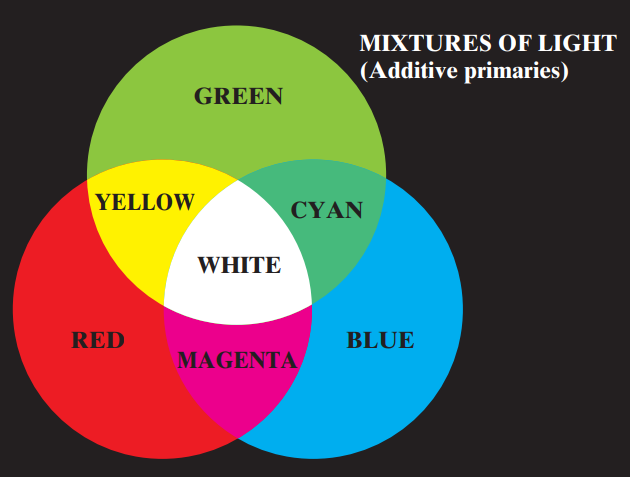 MIXTURES OF LIGHT
(Additive primaries)
GREEN
YELLOW
CYAN
WHITE
RED
BLUE
MAGENTA